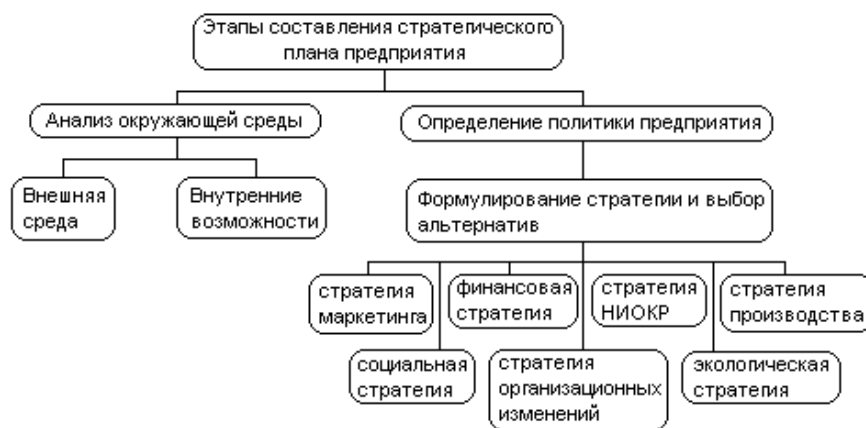 Этапы составления стратегического
плана предприятия
Анализ окружающей среды
Определение политики предприятия
Внешняя
среда
Внутренние
возможности
Формулирование стратегии и выбор
альтернатив
стратегия
маркетинга
финансовая
стратегия
стратегия
НИОКР
стратегия
производства
социальная
стратегия
стратегия
организационных
изменений
экологическая
стратегия